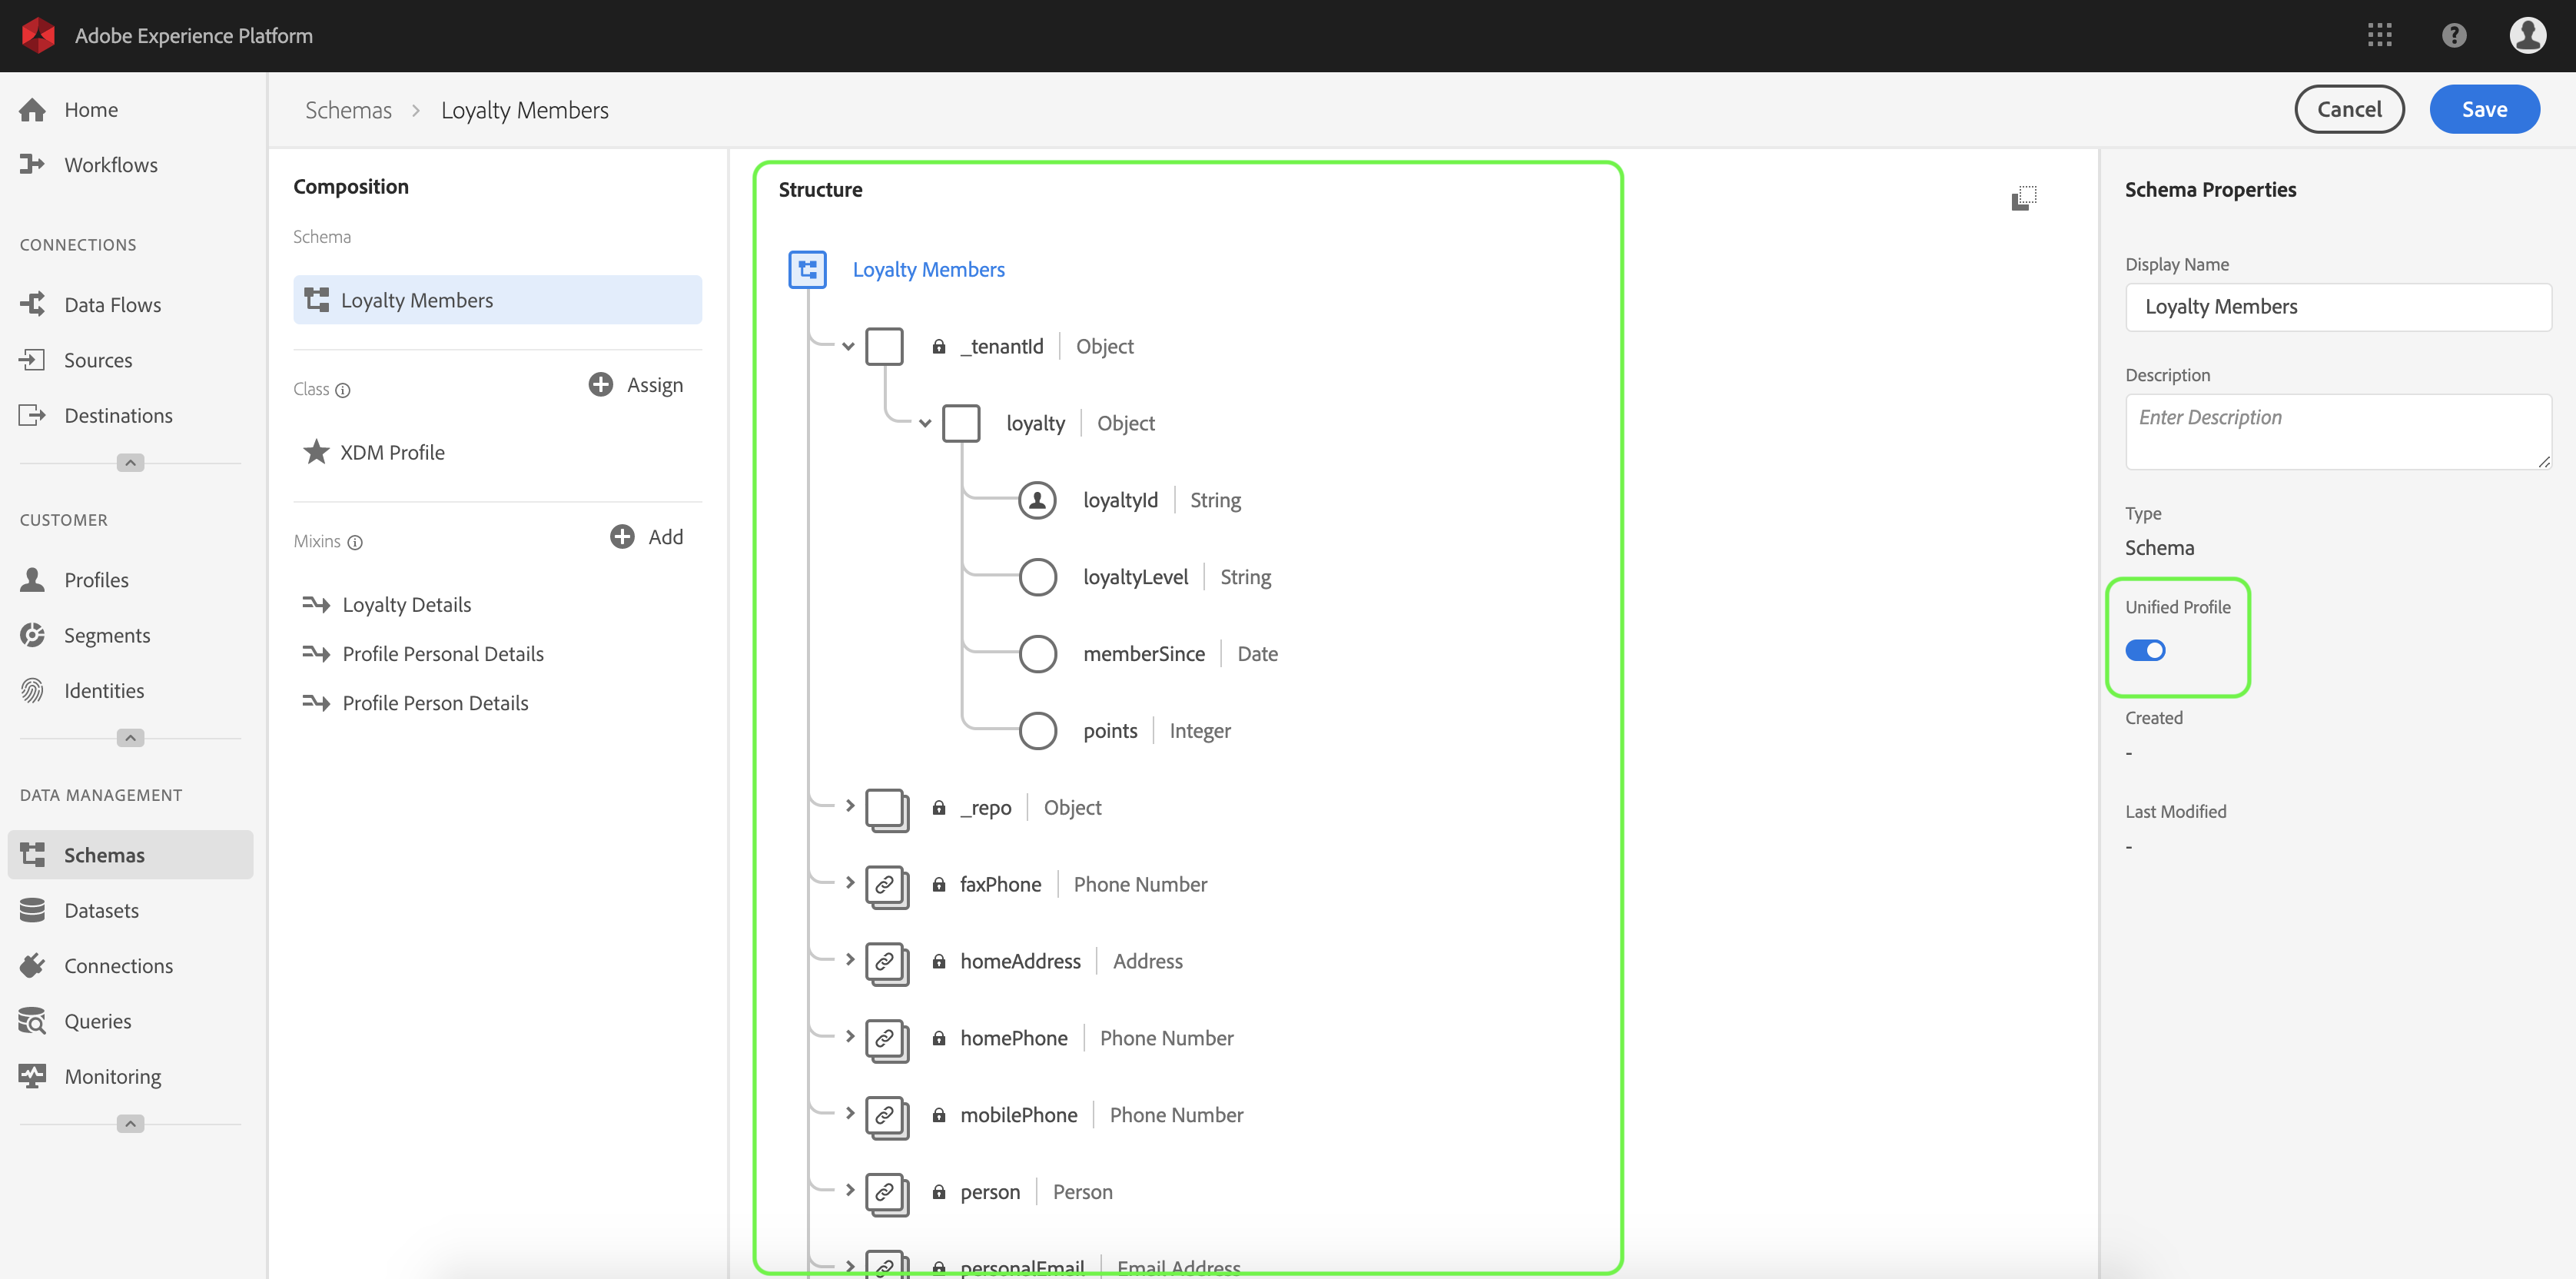 Adobe Experience Platform
Home
Workflows
CONNECTIONS
Data Flows
Sources
Destinations
CUSTOMER
Profiles
Segments
Identities
DATA MANAGEMENT
Schemas
Datasets
Connections
Queries
Monitoring
Schemas > Loyalty Members
Cancel
Save
Composition
Schema
Loyalty Members
Class
Assign
XDM Profile
Mixins
Add
Loyalty Details
Profile Personal Details
Profile Person Details
Structure
Loyalty Members
_tenantId | Object
loyalty | Object
loyaltyId | String
loyaltyLevel | String
memberSince | Date
points | Integer
_repo | Object
faxPhone | Phone Number
homeAddress | Address
homePhone | Phone Number
mobilePhone | Phone Number
person | Person
personalEmail | Email Address
Schema Properties
Display Name
Loyalty Members
Description
Enter Description
Type
Schema
Unified Profile
Created
-
Last Modified
-